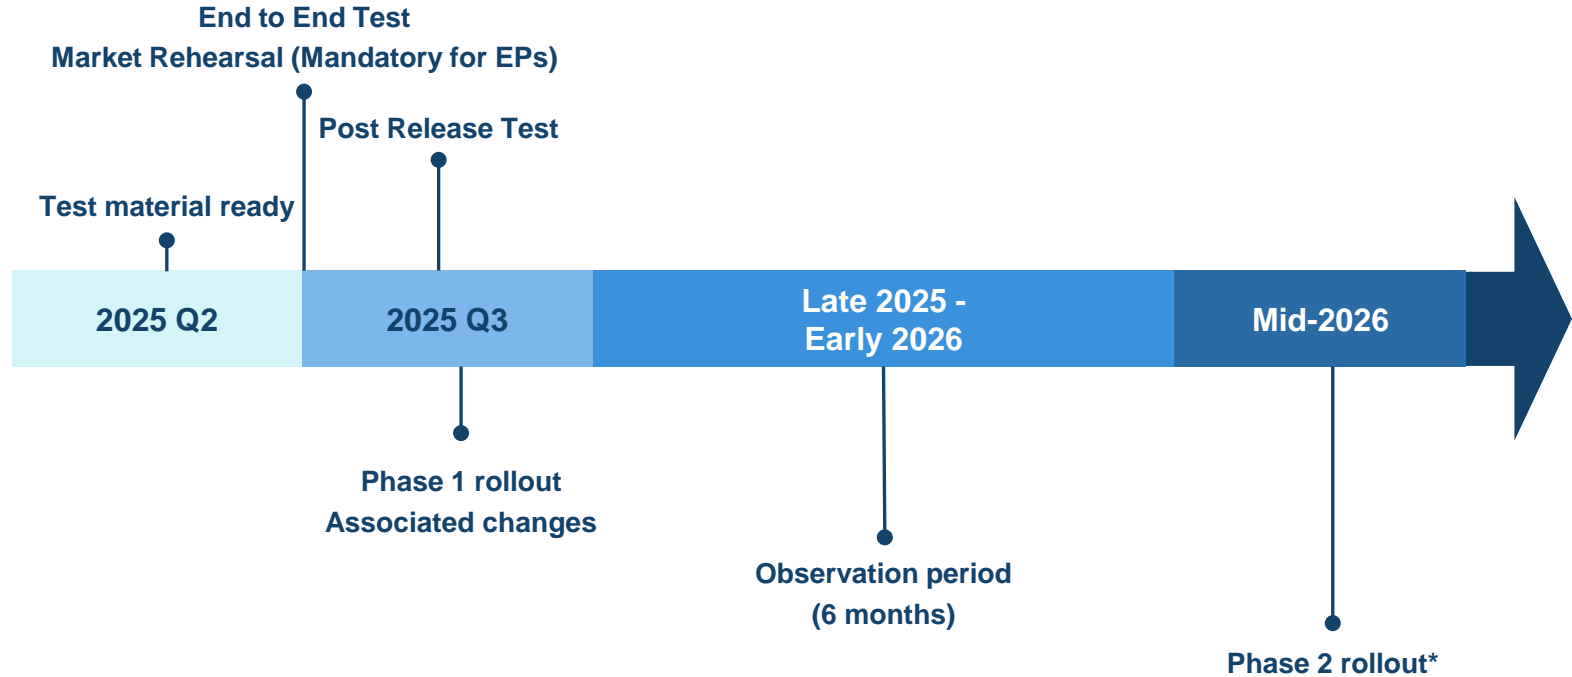 End to End Test
Market Rehearsal (Mandatory for EPs)
Post Release Test
Test material ready
2025 Q2
2025 Q3
Late 2025 -
Early 2026
Mid-2026
Phase 1 rollout
Associated changes
Observation period
(6 months)
Phase 2 rollout*